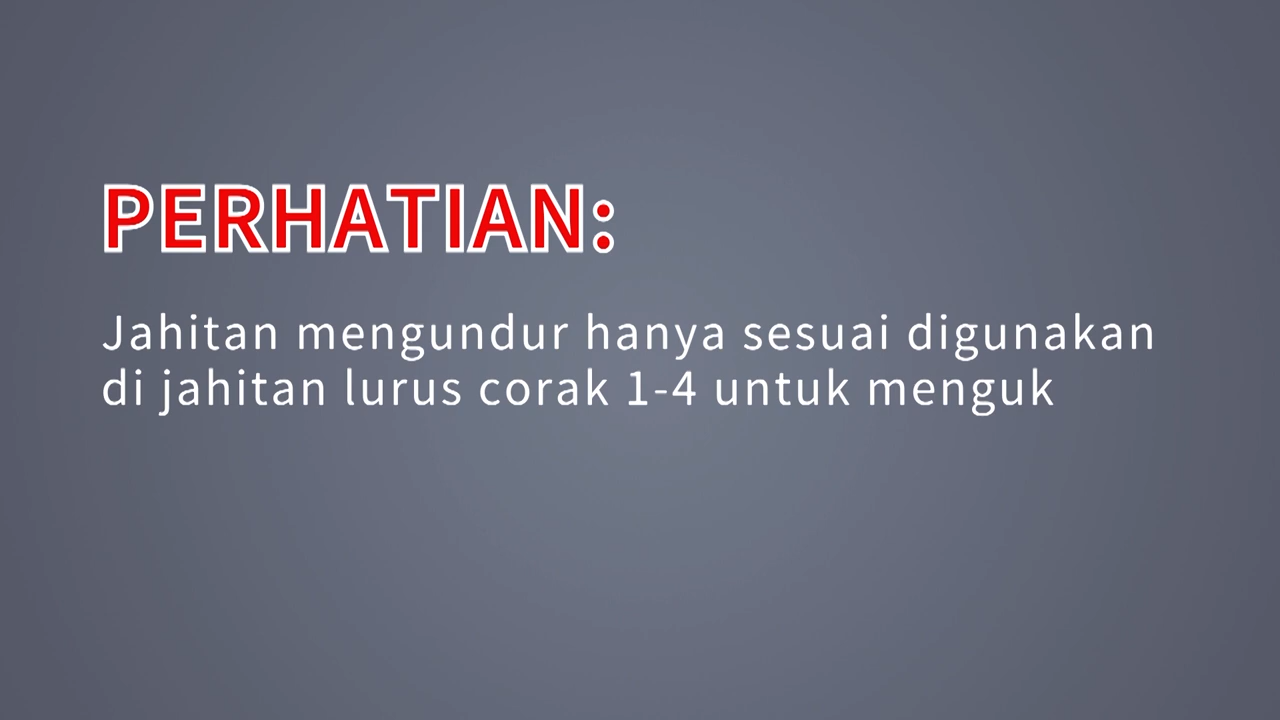 PERHATIAN:
Jahitan mengundur hanya sesuai digunakan
di jahitan lurus corak 1-4 untuk menguk